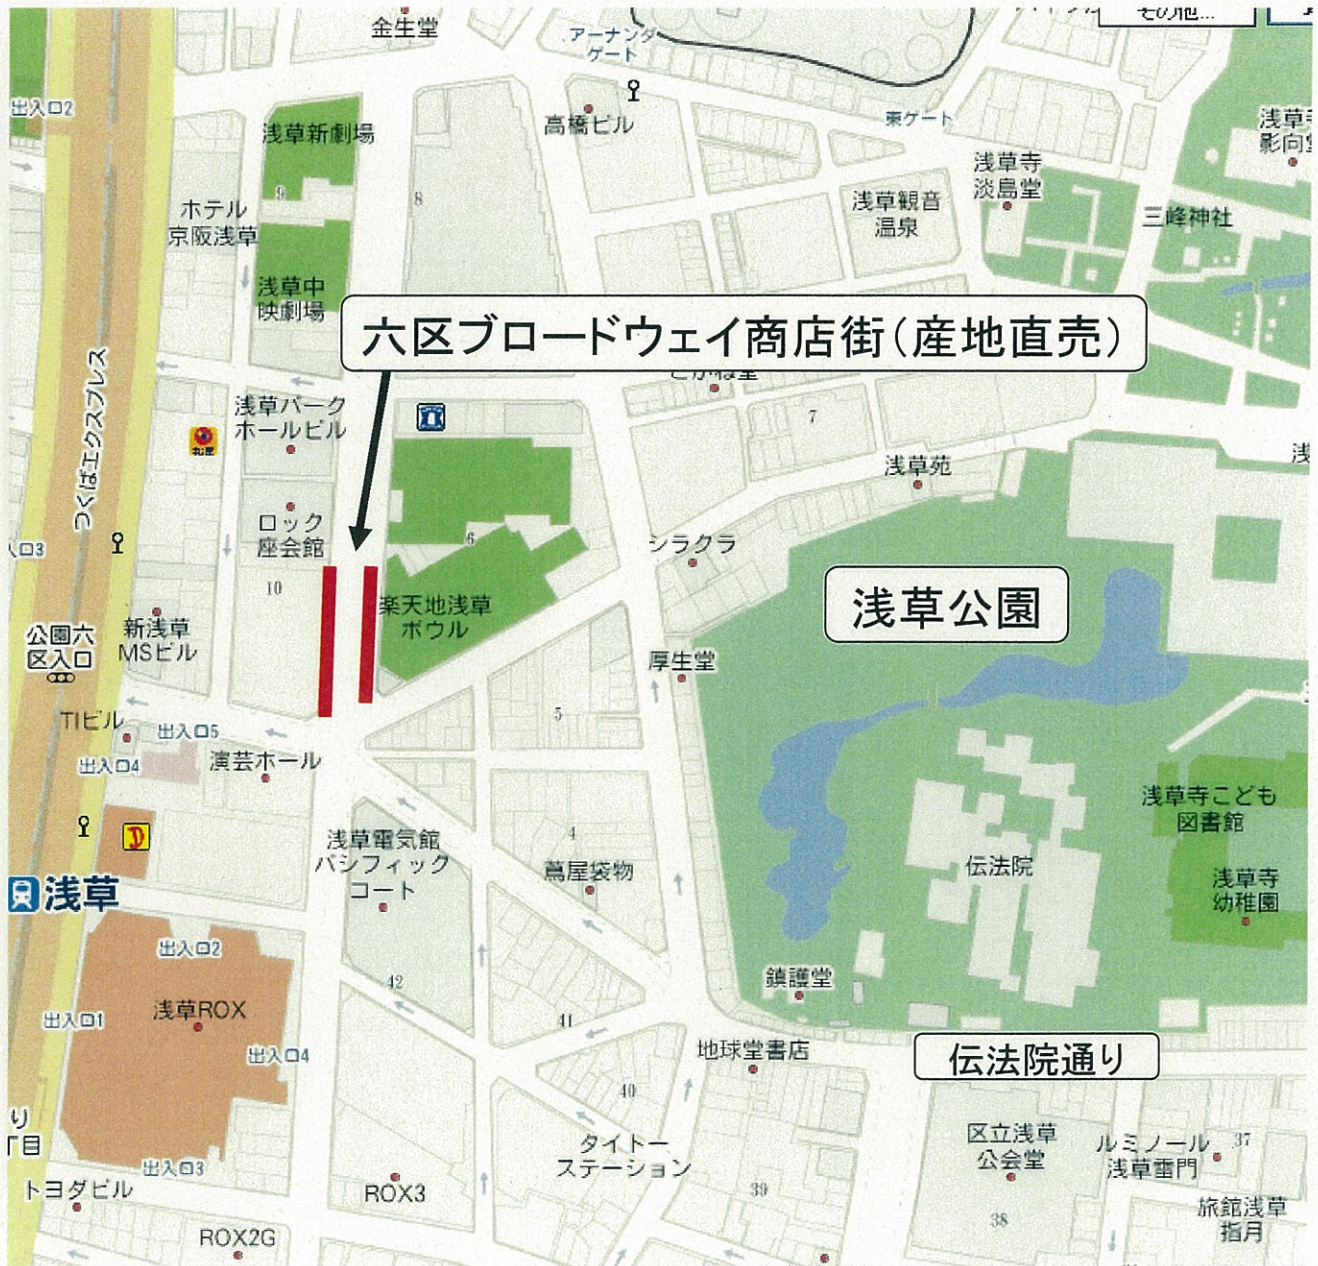 金生堂
アーナンダ
ゲート
その他...
出入口2
浅草新劇場
高橋ビル
東ゲート
浅草寺
淡島堂
9
8
ホテル
京阪浅草
浅草観音
温泉
三峰神社
浅草中
映劇場
六区ブロードウェイ商店街(産地直売)
つくばエクスプレス
浅草パーク
ホールビル
7
浅草苑
ロック
座会館
6
シラクラ
10
楽天地浅草
ボウル
浅草公園
新浅草
MSビル
公園六
区入口
厚生堂
TIビル
出入口5
5
出入口4
演芸ホール
浅草寺こども
図書館
浅草電気館
パシフィック
コート
4
蔦屋袋物
伝法院
浅草寺
幼稚園
浅草
出入口2
42
鎮護堂
浅草ROX
出入口1
41
出入口4
地球堂書店
伝法院通り
40
タイトー
ステーション
区立浅草
公会堂
ルミノール
浅草雷門
37
出入口3
トヨダビル
ROX3
39
38
旅館浅草
指月
ROX2G